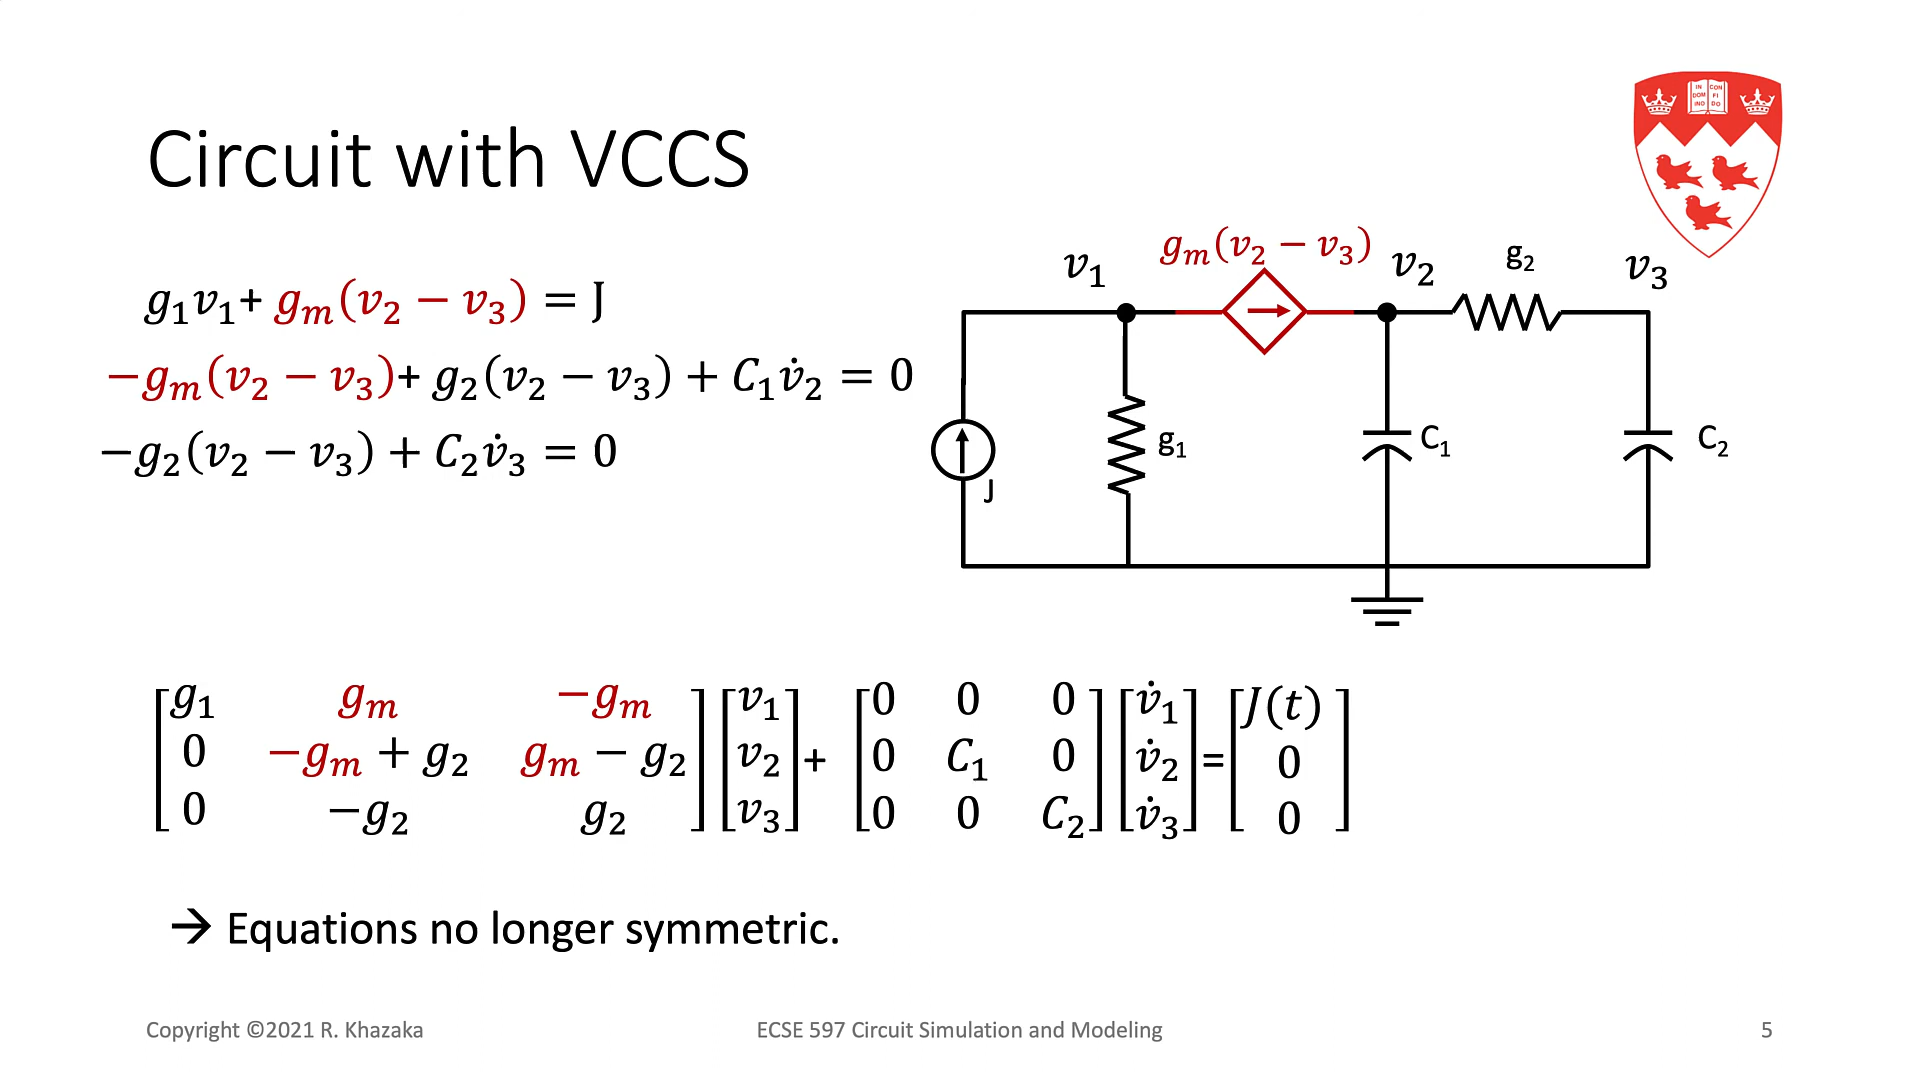 Circuit with VCCS
IN DOMINO CONFIDO
g₁v₁+ gₘ(v₂ − v₃) = J
−gₘ(v₂ − v₃)+ g₂(v₂ − v₃) + C₁v̇₂ = 0
−g₂(v₂ − v₃) + C₂v̇₃ = 0
v₁ gₘ(v₂ − v₃) v₂ g₂ v₃
J g₁ C₁ C₂
[g₁ gₘ −gₘ] [v₁] [0 0 0] [v̇₁] [J(t)]
[0 −gₘ + g₂ gₘ − g₂] [v₂] + [0 C₁ 0] [v̇₂] = [0]
[0 −g₂ g₂] [v₃] [0 0 C₂] [v̇₃] [0]
→ Equations no longer symmetric.
Copyright ©2021 R. Khazaka ECSE 597 Circuit Simulation and Modeling 5